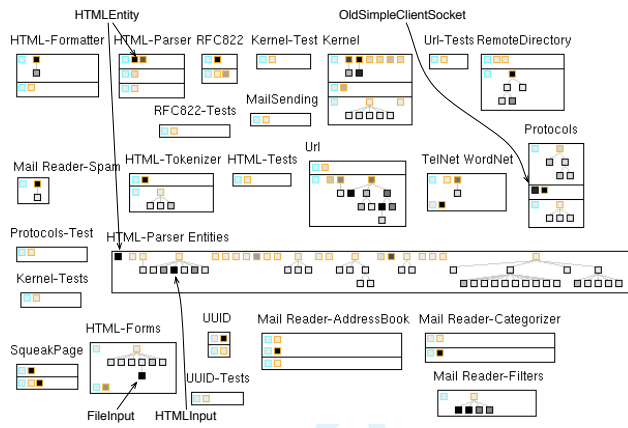 HTMLEntity
OldSimpleClientSocket
HTML-Formatter HTML-Parser RFC822 Kernel-Test Kernel Url-Tests RemoteDirectory
RFC822-Tests
MailSending
Protocols
Mail Reader-Spam
HTML-Tokenizer HTML-Tests Url TelNet WordNet
Protocols-Test
HTML-Parser Entities
Kernel-Tests
HTML-Forms
UUID
Mail Reader-AddressBook Mail Reader-Categorizer
SqueakPage
UUID-Tests
Mail Reader-Filters
FileInput
HTMLInput